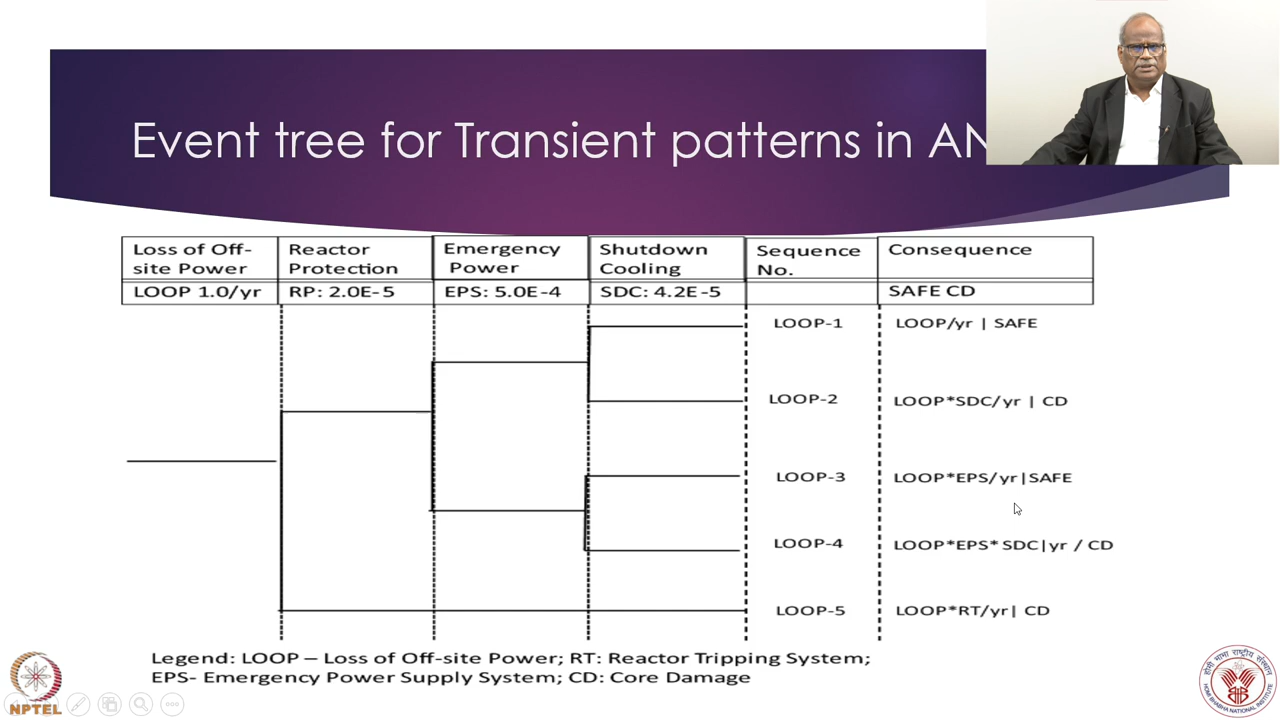 Event tree for Transient patterns in AN
Loss of Off-site Power
Reactor Protection
Emergency Power
Shutdown Cooling
Sequence No.
Consequence
LOOP 1.0/yr
RP: 2.0E-5
EPS: 5.0E-4
SDC: 4.2E-5
SAFE CD
LOOP-1
LOOP/yr | SAFE
LOOP-2
LOOP*SDC/yr | CD
LOOP-3
LOOP*EPS/yr|SAFE
LOOP-4
LOOP*EPS* SDC|yr / CD
LOOP-5
LOOP*RT/yr| CD
Legend: LOOP – Loss of Off-site Power; RT: Reactor Tripping System;
EPS- Emergency Power Supply System; CD: Core Damage
NPTEL
होमी भाभा राष्ट्रीय संस्थान
HOMI BHABHA NATIONAL INSTITUTE